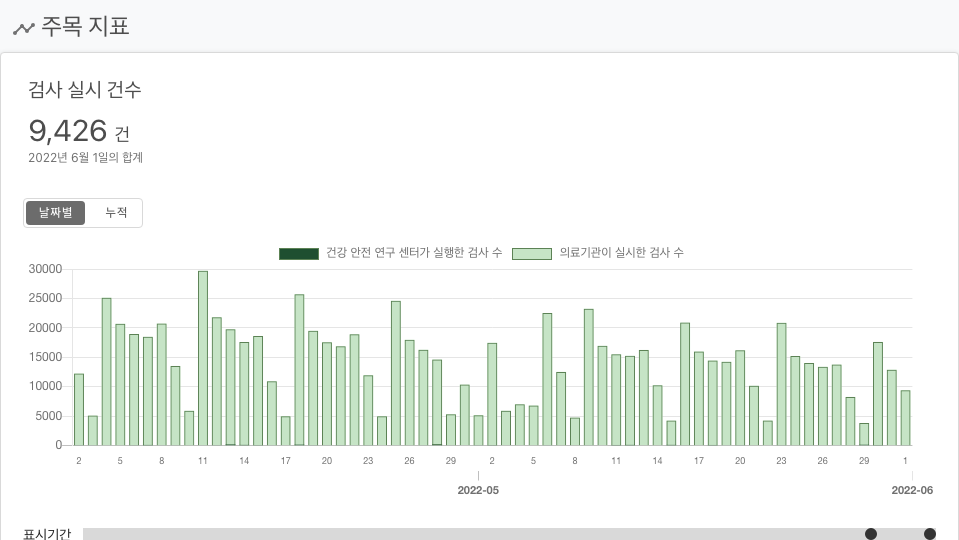 주목 지표
검사 실시 건수
9,426 건
2022년 6월 1일의 합계
날짜별 누적
건강 안전 연구 센터가 실행한 검사 수 의료기관이 실시한 검사 수
30000
25000
20000
15000
10000
5000
0
2 5 8 11 14 17 20 23 26 29 2 5 8 11 14 17 20 23 26 29 1
2022-05 2022-06
표시기간